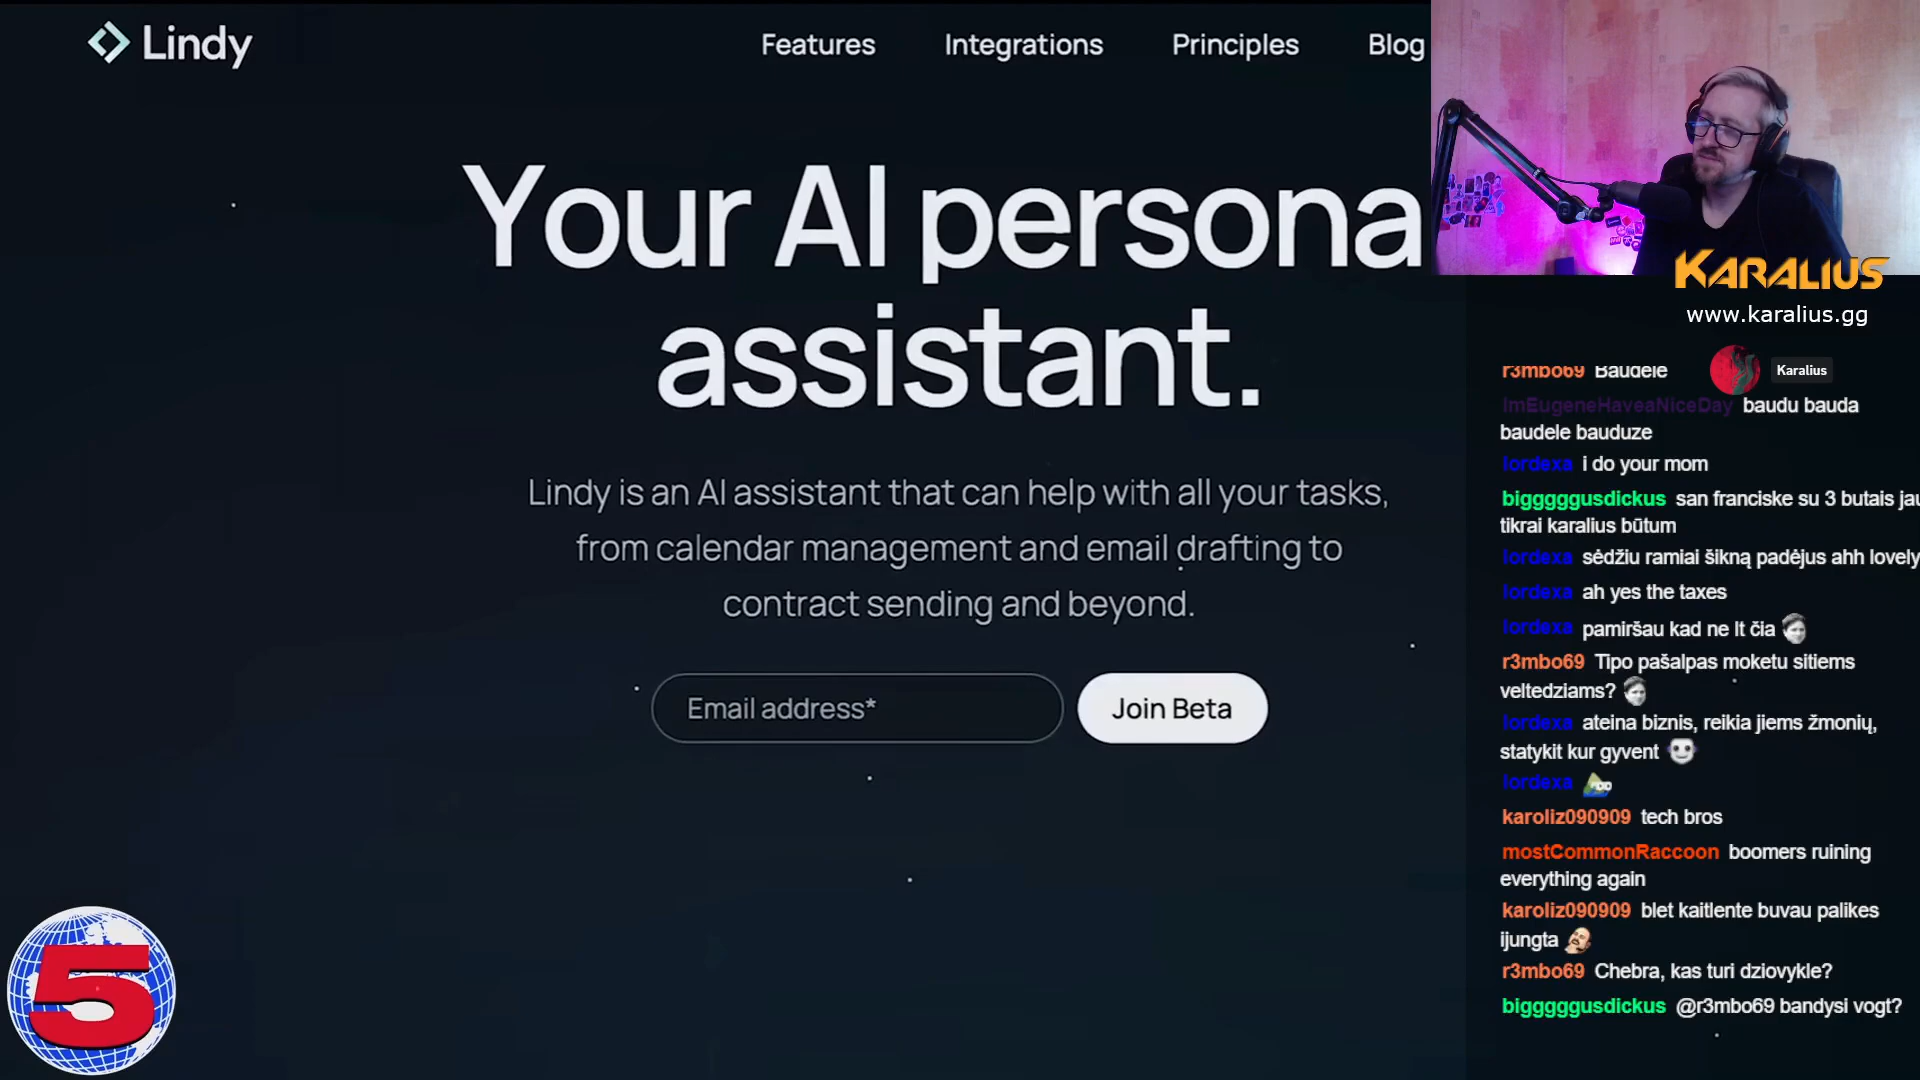 Lindy
Features
Integrations
Principles
Blog
Your AI persona
assistant.
Lindy is an AI assistant that can help with all your tasks,
from calendar management and email drafting to
contract sending and beyond.
Email address*
Join Beta
5
KARALIUS
www.karalius.gg
Karalius
r3mbo69 Baudele
ImEugeneHaveaNiceDay baudu bauda
baudele bauduze
lordexa i do your mom
bigggggusdickus san franciske su 3 butais jau
tikrai karalius būtum
lordexa sėdžiu ramiai šikną padėjus ahh lovely
lordexa ah yes the taxes
lordexa pamiršau kad ne lt čia
r3mbo69 Tipo pašalpas moketu sitiems
veltedziams?
lordexa ateina biznis, reikia jiems žmonių,
statykit kur gyvent
lordexa
karoliz090909 tech bros
mostCommonRaccoon boomers ruining
everything again
karoliz090909 blet kaitlente buvau palikes
ijungta
r3mbo69 Chebra, kas turi dziovykle?
bigggggusdickus @r3mbo69 bandysi vogt?